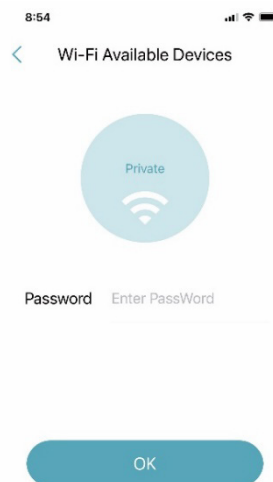 8:54
Wi-Fi Available Devices
Private
Password Enter PassWord
OK